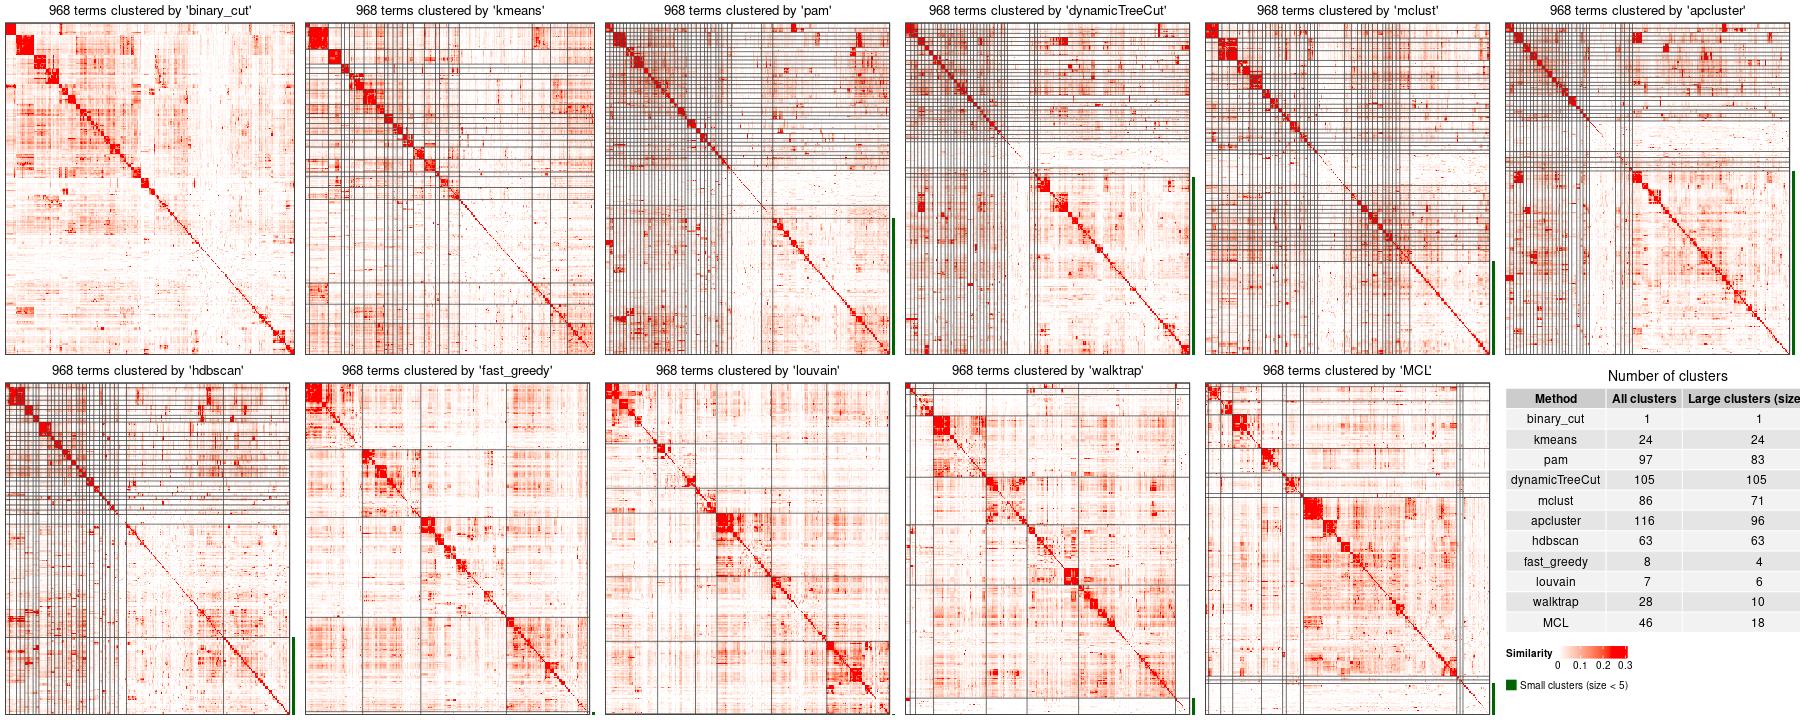 968 terms clustered by 'binary_cut'
968 terms clustered by 'kmeans'
968 terms clustered by 'pam'
968 terms clustered by 'dynamicTreeCut'
968 terms clustered by 'mclust'
968 terms clustered by 'apcluster'
968 terms clustered by 'hdbscan'
968 terms clustered by 'fast_greedy'
968 terms clustered by 'louvain'
968 terms clustered by 'walktrap'
968 terms clustered by 'MCL'
Number of clusters
Method All clusters Large clusters (size
binary_cut 1 1
kmeans 24 24
pam 97 83
dynamicTreeCut 105 105
mclust 86 71
apcluster 116 96
hdbscan 63 63
fast_greedy 8 4
louvain 7 6
walktrap 28 10
MCL 46 18
Similarity
0 0.1 0.2 0.3
Small clusters (size < 5)